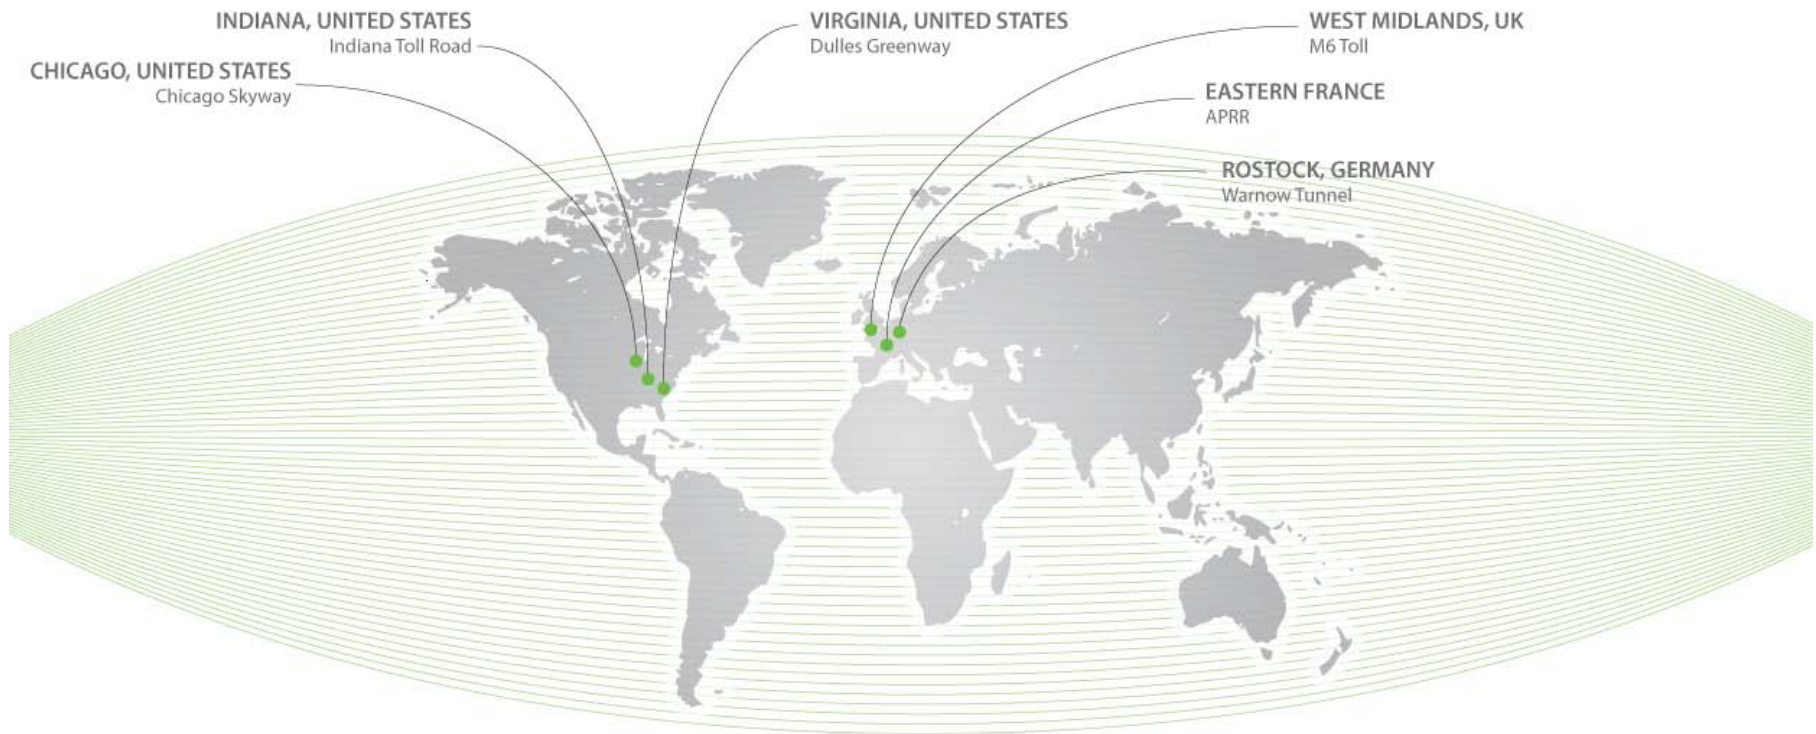 INDIANA, UNITED STATES
Indiana Toll Road
CHICAGO, UNITED STATES
Chicago Skyway
VIRGINIA, UNITED STATES
Dulles Greenway
WEST MIDLANDS, UK
M6 Toll
EASTERN FRANCE
APRR
ROSTOCK, GERMANY
Warnow Tunnel